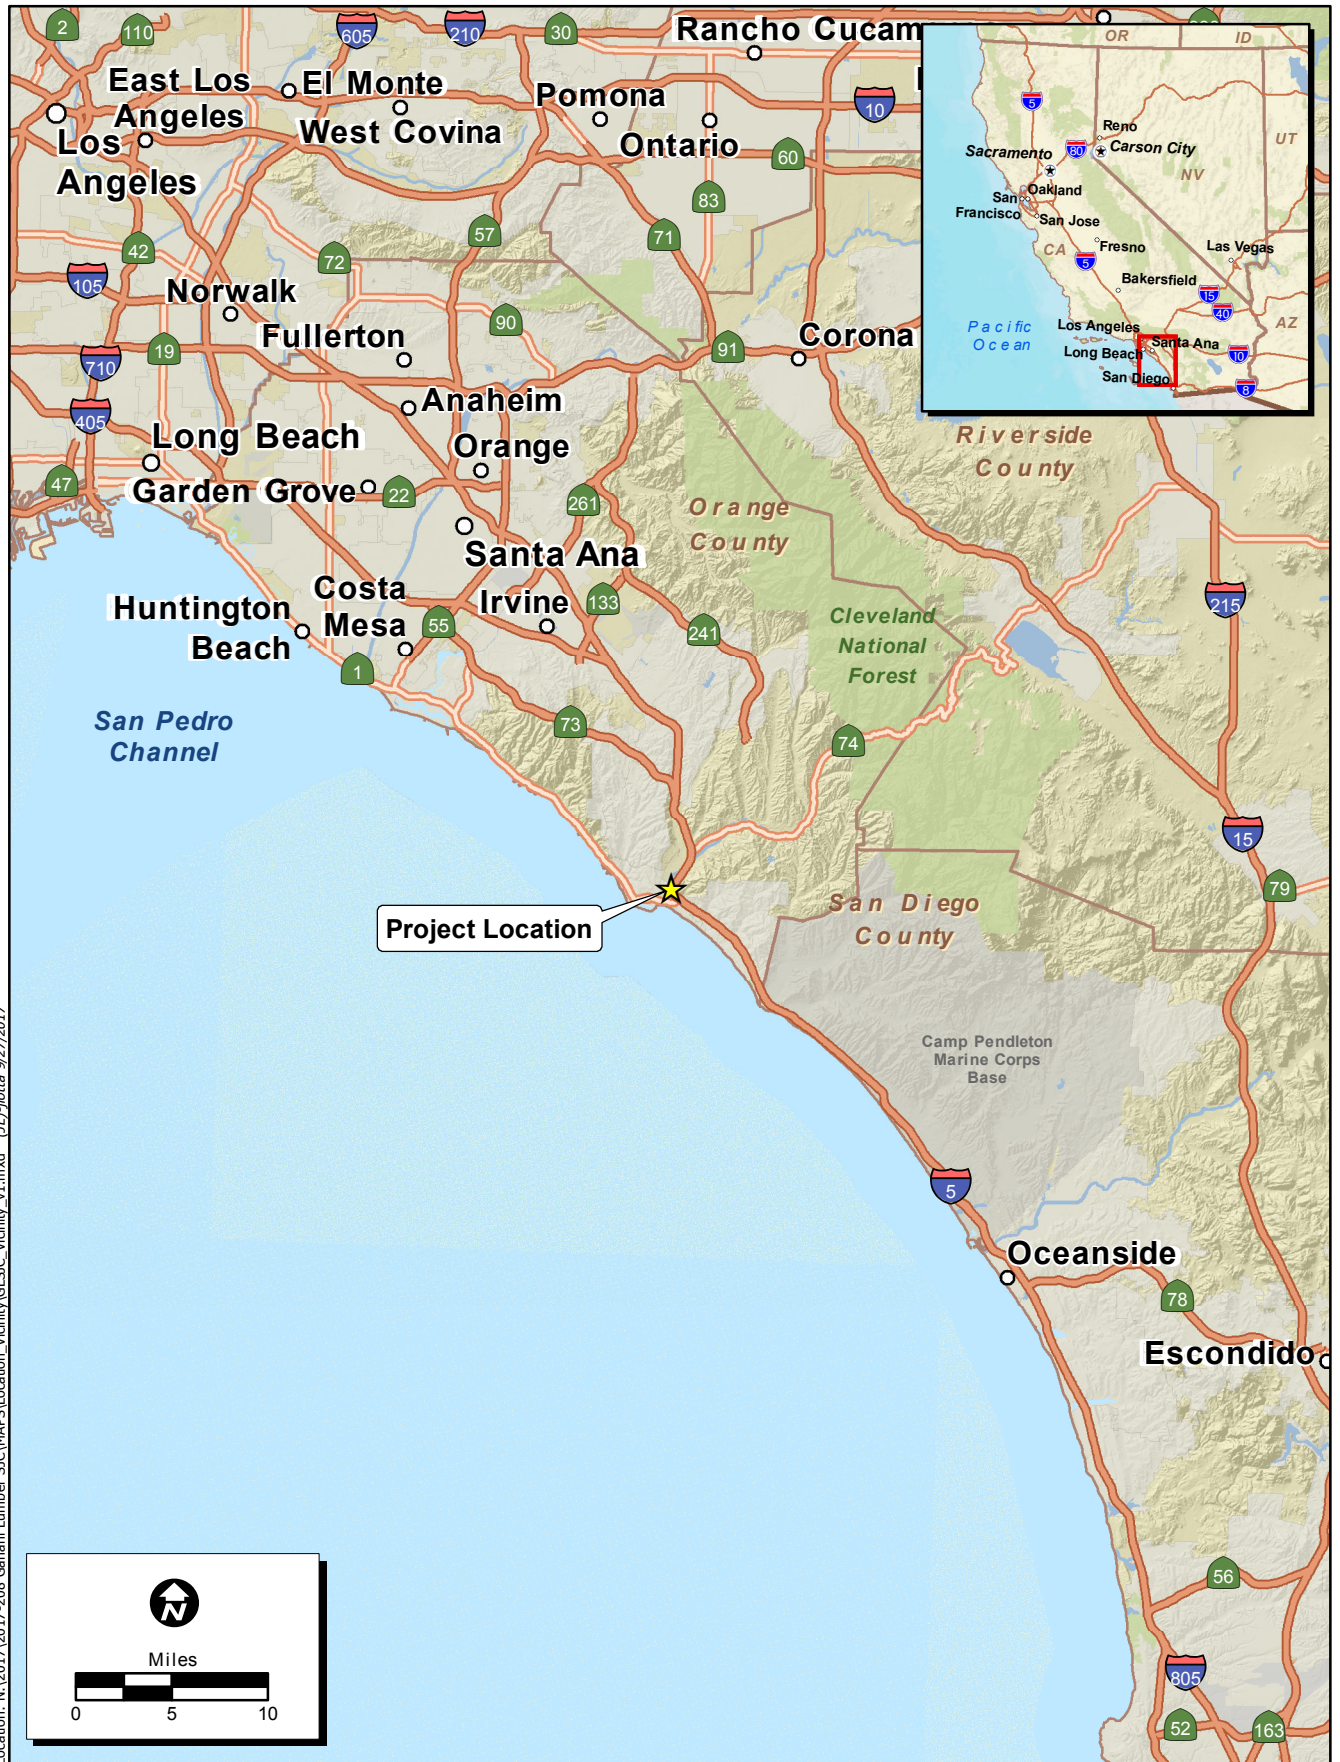 2
110
605
210
30
Rancho Cucam
East Los
Angeles
El Monte
West Covina
Pomona
Ontario
10
Los
Angeles
60
83
42
72
57
71
105
Norwalk
Fullerton
90
91
Corona
19
710
405
Anaheim
Long Beach
Orange
47
Garden Grove
22
261
Orange
County
Riverside
County
Santa Ana
Costa
Mesa
Irvine
133
Huntington
Beach
55
241
1
Cleveland
National
Forest
215
San Pedro
Channel
73
74
15
79
Project Location
San Diego
County
Camp Pendleton
Marine Corps
Base
5
Oceanside
78
Escondido
56
805
52
163
OR
ID
5
Reno
Carson City
80
Sacramento
UT
NV
Oakland
San
Francisco
San Jose
CA
Fresno
5
Las Vegas
Bakersfield
15
40
Pacific
Ocean
Los Angeles
Santa Ana
AZ
Long Beach
10
San Diego
8
N
Miles
0 5 10